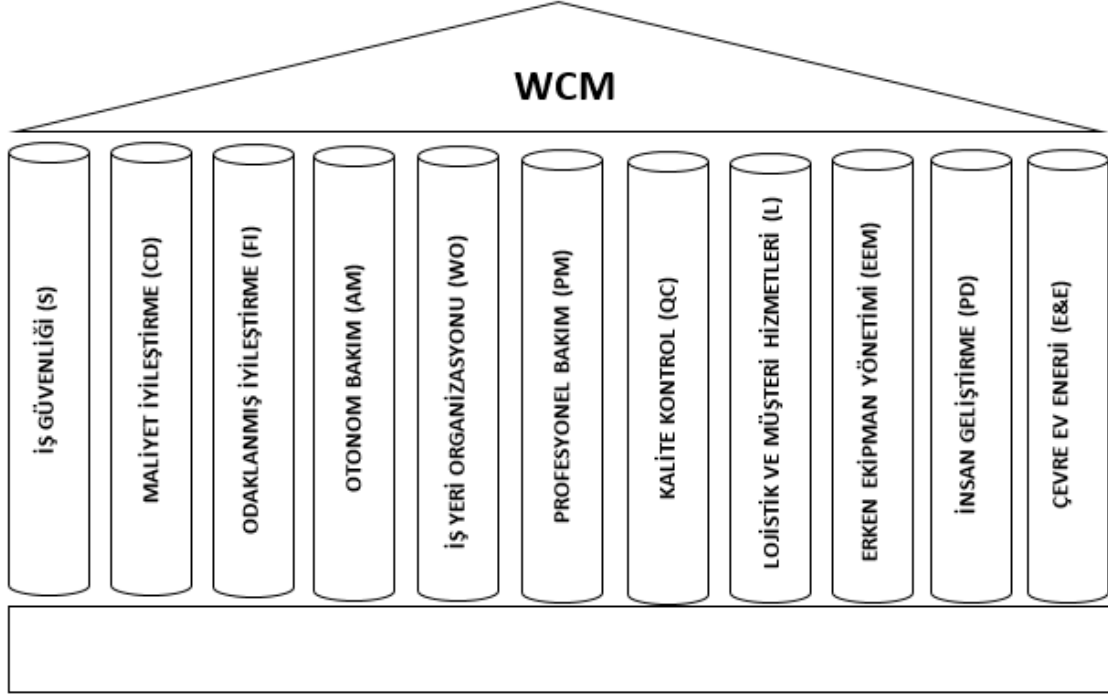 WCM
İŞ GÜVENLİĞİ (S)
MALİYET İYİLEŞTİRME (CD)
ODAKLANMIŞ İYİLEŞTİRME (FI)
OTONOM BAKIM (AM)
İŞ YERİ ORGANİZASYONU (WO)
PROFESYONEL BAKIM (PM)
KALİTE KONTROL (QC)
LOJİSTİK VE MÜŞTERİ HİZMETLERİ (L)
ERKEN EKİPMAN YÖNETİMİ (EEM)
İNSAN GELİŞTİRME (PD)
ÇEVRE EV ENERJİ (E&E)